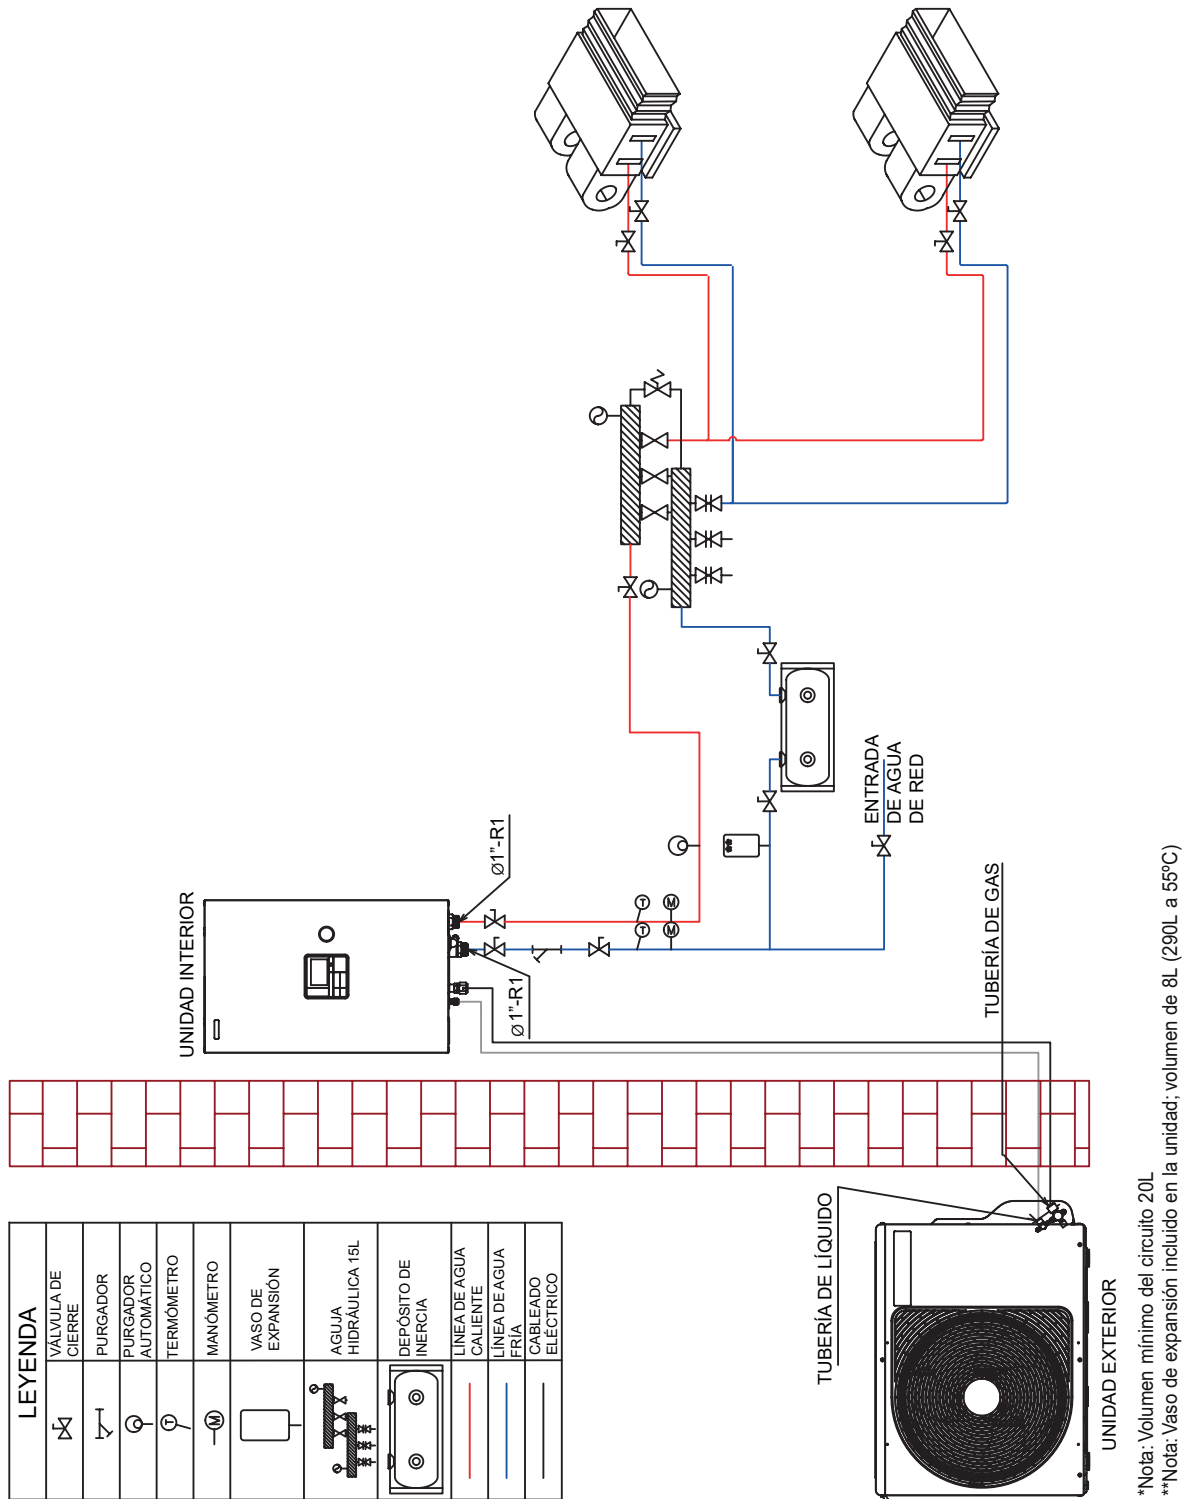 LEYENDA
VÁLVULA DE
CIERRE
PURGADOR
PURGADOR
AUTOMÁTICO
T
TERMÓMETRO
M
MANÓMETRO
VASO DE
EXPANSIÓN
AGUJA
HIDRÁULICA 15L
DEPÓSITO DE
INERCIA
LÍNEA DE AGUA
CALIENTE
LÍNEA DE AGUA
FRÍA
CABLEADO
ELÉCTRICO
UNIDAD INTERIOR
Ø1"-R1
Ø1"-R1
T
T
M
M
ENTRADA
DE AGUA
DE RED
TUBERÍA DE GAS
TUBERÍA DE LÍQUIDO
UNIDAD EXTERIOR
*Nota: Volumen mínimo del circuito 20L
**Nota: Vaso de expansión incluido en la unidad; volumen de 8L (290L a 55ºC)